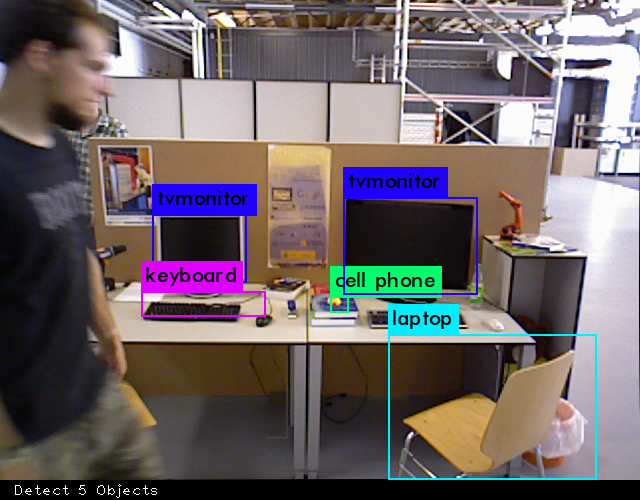 tvmonitor
tvmonitor
keyboard
cell phone
laptop
Detect 5 Objects